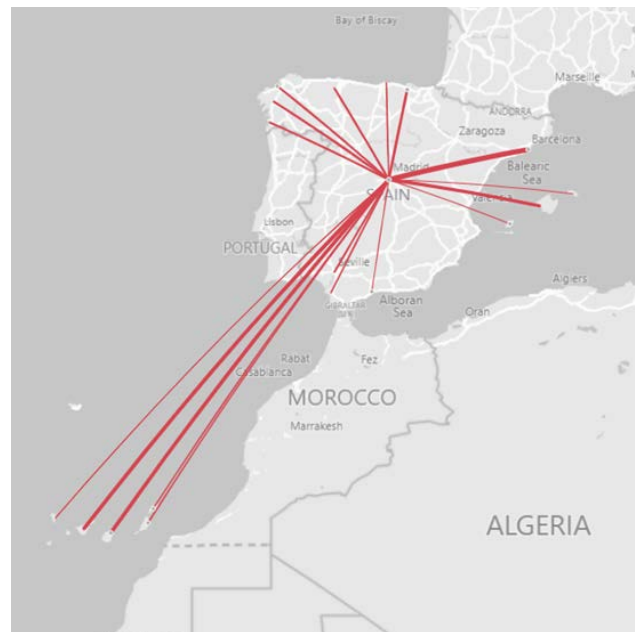 Bay of Biscay
Marseille
ANDORRA
Zaragoza
Barcelona
Madrid
Balearic
Sea
SPAIN
Valencia
Lisbon
PORTUGAL
Seville
Algiers
GIBRALTAR
Alboran
Sea
Oran
Rabat
Fez
Casablanca
MOROCCO
Marrakesh
ALGERIA